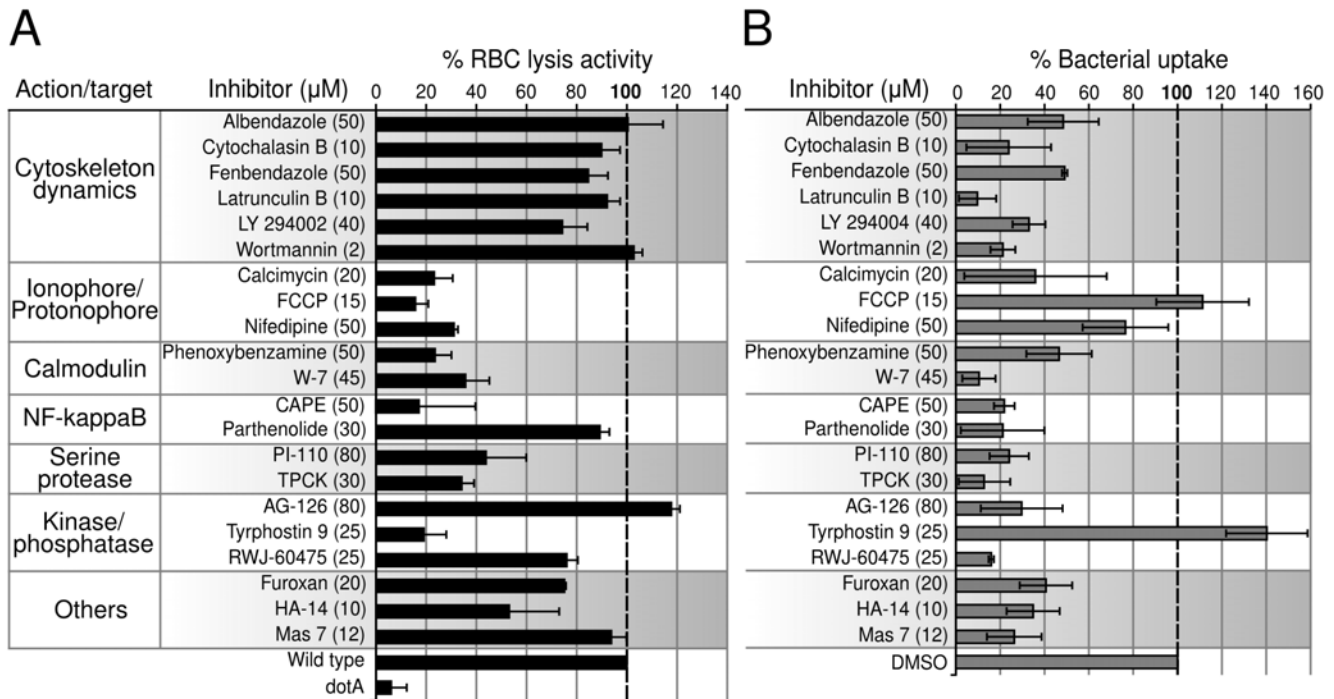 A
% RBC lysis activity
Action/target Inhibitor (µM) 0 20 40 60 80 100 120 140
Cytoskeleton
dynamics
Albendazole (50)
Cytochalasin B (10)
Fenbendazole (50)
Latrunculin B (10)
LY 294002 (40)
Wortmannin (2)
Ionophore/
Protonophore
Calcimycin (20)
FCCP (15)
Nifedipine (50)
Calmodulin
Phenoxybenzamine (50)
W-7 (45)
NF-kappaB
CAPE (50)
Parthenolide (30)
Serine
protease
PI-110 (80)
TPCK (30)
Kinase/
phosphatase
AG-126 (80)
Tyrphostin 9 (25)
RWJ-60475 (25)
Others
Furoxan (20)
HA-14 (10)
Mas 7 (12)
Wild type
dotA
B
% Bacterial uptake
Inhibitor (µM) 0 20 40 60 80 100 120 140 160
Albendazole (50)
Cytochalasin B (10)
Fenbendazole (50)
Latrunculin B (10)
LY 294004 (40)
Wortmannin (2)
Calcimycin (20)
FCCP (15)
Nifedipine (50)
Phenoxybenzamine (50)
W-7 (45)
CAPE (50)
Parthenolide (30)
PI-110 (80)
TPCK (30)
AG-126 (80)
Tyrphostin 9 (25)
RWJ-60475 (25)
Furoxan (20)
HA-14 (10)
Mas 7 (12)
DMSO